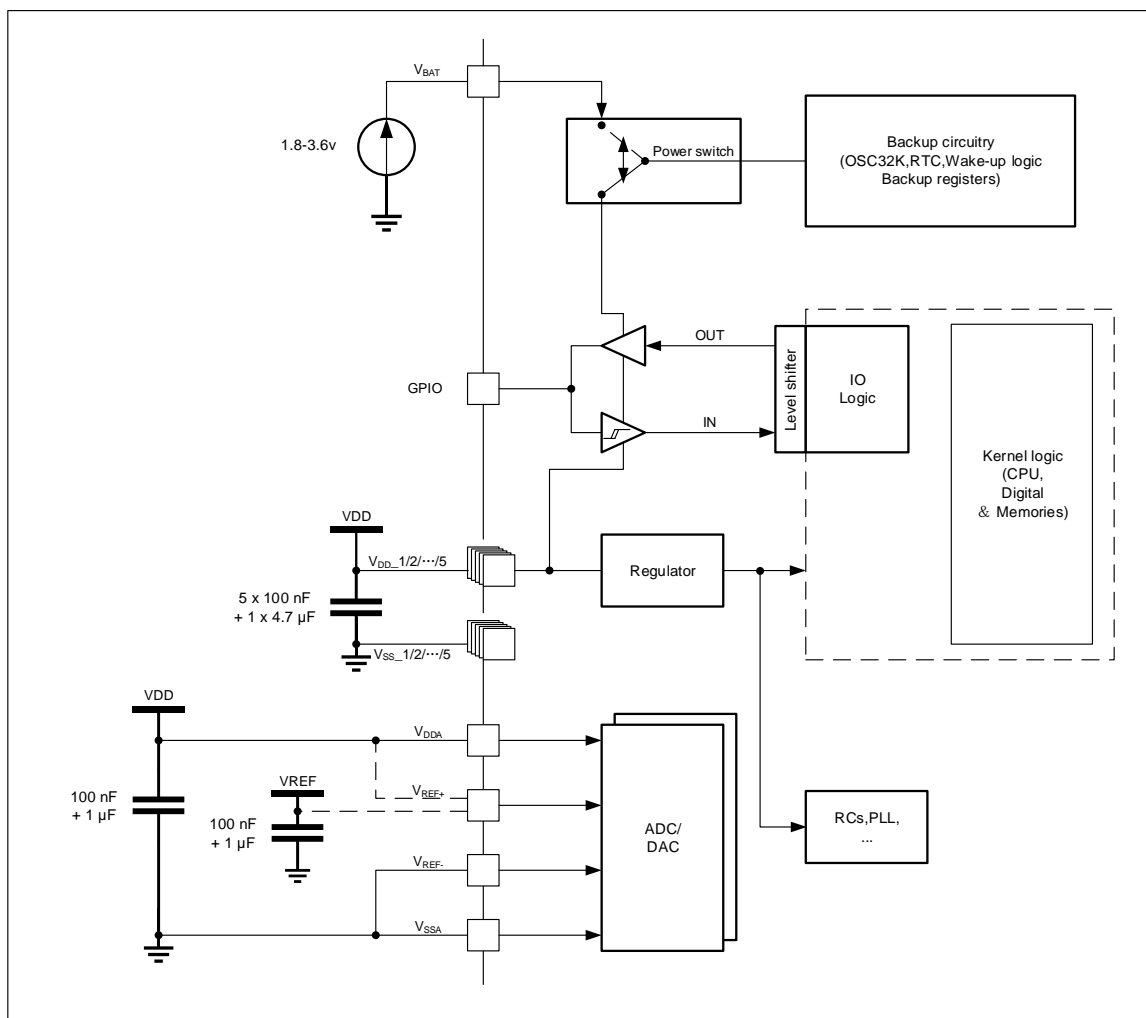 VBAT
1.8-3.6v
Power switch
Backup circuitry
(OSC32K,RTC,Wake-up logic
Backup registers)
OUT
GPIO
Level shifter
IO
Logic
IN
Kernel logic
(CPU,
Digital
& Memories)
VDD
VDD_1/2/···/5
Regulator
5 x 100 nF
+ 1 x 4.7 µF
VSS_1/2/···/5
VDD
VDDA
VREF
VREF+
100 nF
+ 1 µF
100 nF
+ 1 µF
ADC/
DAC
RCs,PLL,
...
VREF-
VSSA